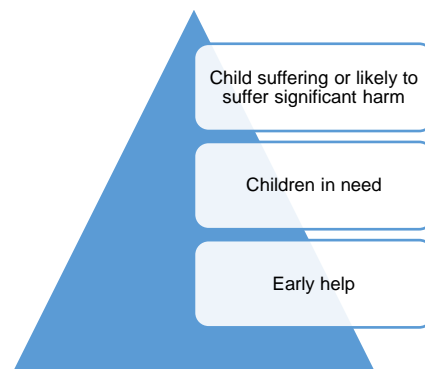 Child suffering or likely to
suffer significant harm
Children in need
Early help